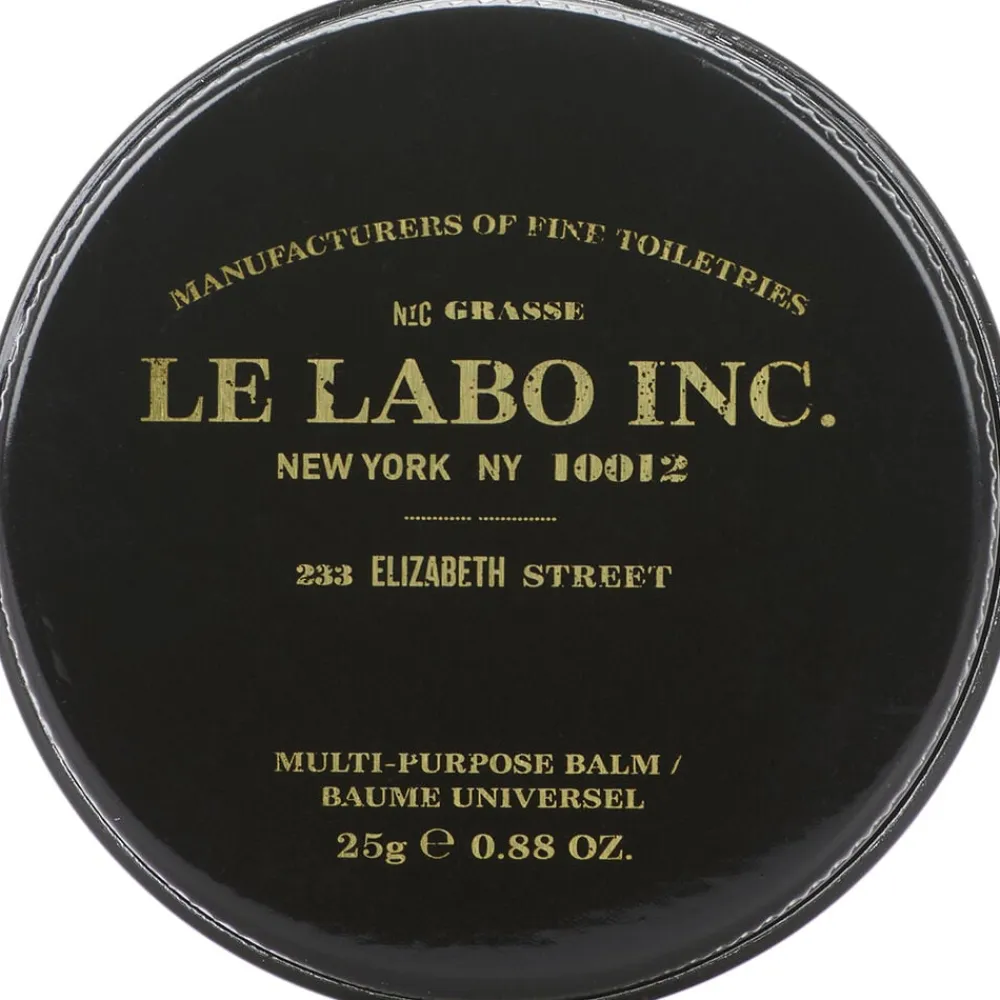 MANUFACTURERS OF FINE TOILETRIES
NYC GRASSE
LE LABO INC.
NEW YORK NY 10012
233 ELIZABETH STREET
MULTI-PURPOSE BALM /
BAUME UNIVERSEL
25g ℮ 0.88 OZ.